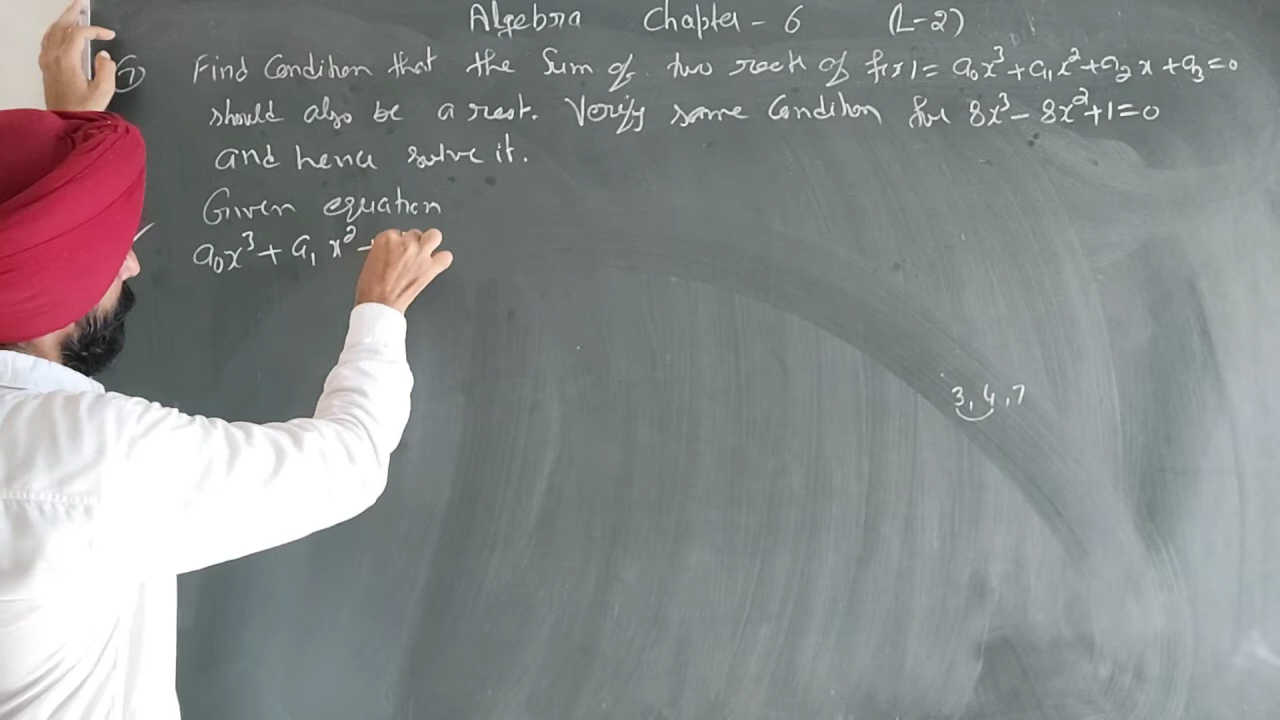 Algebra Chapter - 6 (L-2)
⑦ Find Condition that the Sum of two roots of f(x) = a₀x³ + a₁x² + a₂x + a₃ = 0
should also be a root. Verify same Condition for 8x³ - 8x² + 1 = 0
and hence solve it.
Given equation
a₀x³ + a₁x² -
3, 4, 7